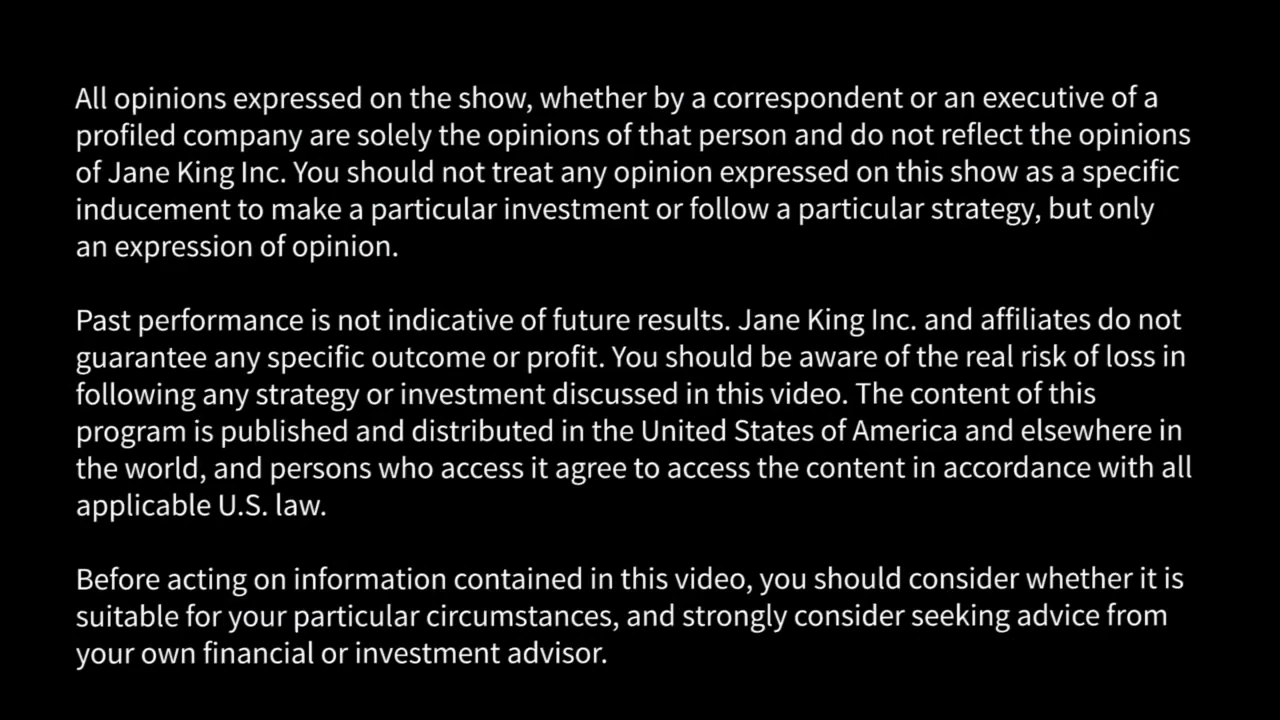 All opinions expressed on the show, whether by a correspondent or an executive of a
profiled company are solely the opinions of that person and do not reflect the opinions
of Jane King Inc. You should not treat any opinion expressed on this show as a specific
inducement to make a particular investment or follow a particular strategy, but only
an expression of opinion.
Past performance is not indicative of future results. Jane King Inc. and affiliates do not
guarantee any specific outcome or profit. You should be aware of the real risk of loss in
following any strategy or investment discussed in this video. The content of this
program is published and distributed in the United States of America and elsewhere in
the world, and persons who access it agree to access the content in accordance with all
applicable U.S. law.
Before acting on information contained in this video, you should consider whether it is
suitable for your particular circumstances, and strongly consider seeking advice from
your own financial or investment advisor.